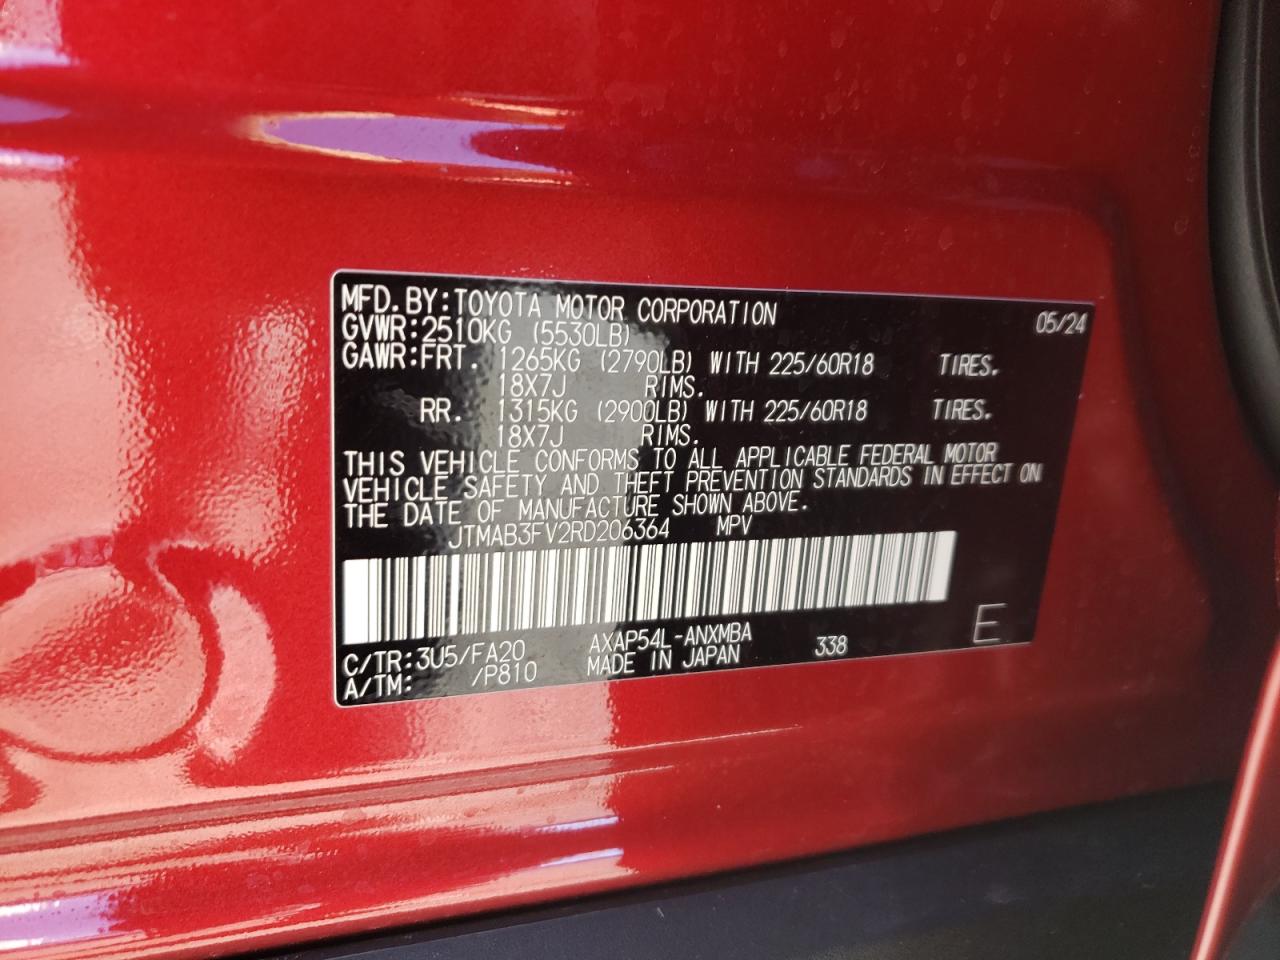 MFD.BY:TOYOTA MOTOR CORPORATION 05/24
GVWR:2510KG (5530LB)
GAWR:FRT. 1265KG (2790LB) WITH 225/60R18 TIRES.
18X7J RIMS.
RR. 1315KG (2900LB) WITH 225/60R18 TIRES.
18X7J RIMS.
THIS VEHICLE CONFORMS TO ALL APPLICABLE FEDERAL MOTOR
VEHICLE SAFETY AND THEFT PREVENTION STANDARDS IN EFFECT ON
THE DATE OF MANUFACTURE SHOWN ABOVE.
JTMAB3FV2RD206364 MPV
C/TR:3U5/FA20 AXAP54L-ANXMBA 338 E
A/TM: /P810 MADE IN JAPAN